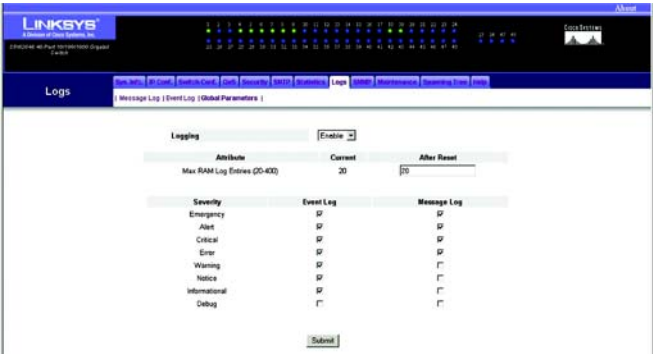 About
LINKSYS®
A Division of Cisco Systems, Inc.
CISCO SYSTEMS
Logs
Sys. Info. IP Conf. Switch Conf. QoS Security SNTP Statistics Logs SNMP Maintenance Spanning Tree Help
| Message Log | Event Log | Global Parameters |
Logging Enable
Attribute Current After Reset
Max RAM Log Entries (20-400) 20 20
Severity Event Log Message Log
Emergency
Alert
Critical
Error
Warning
Notice
Informational
Debug
Submit